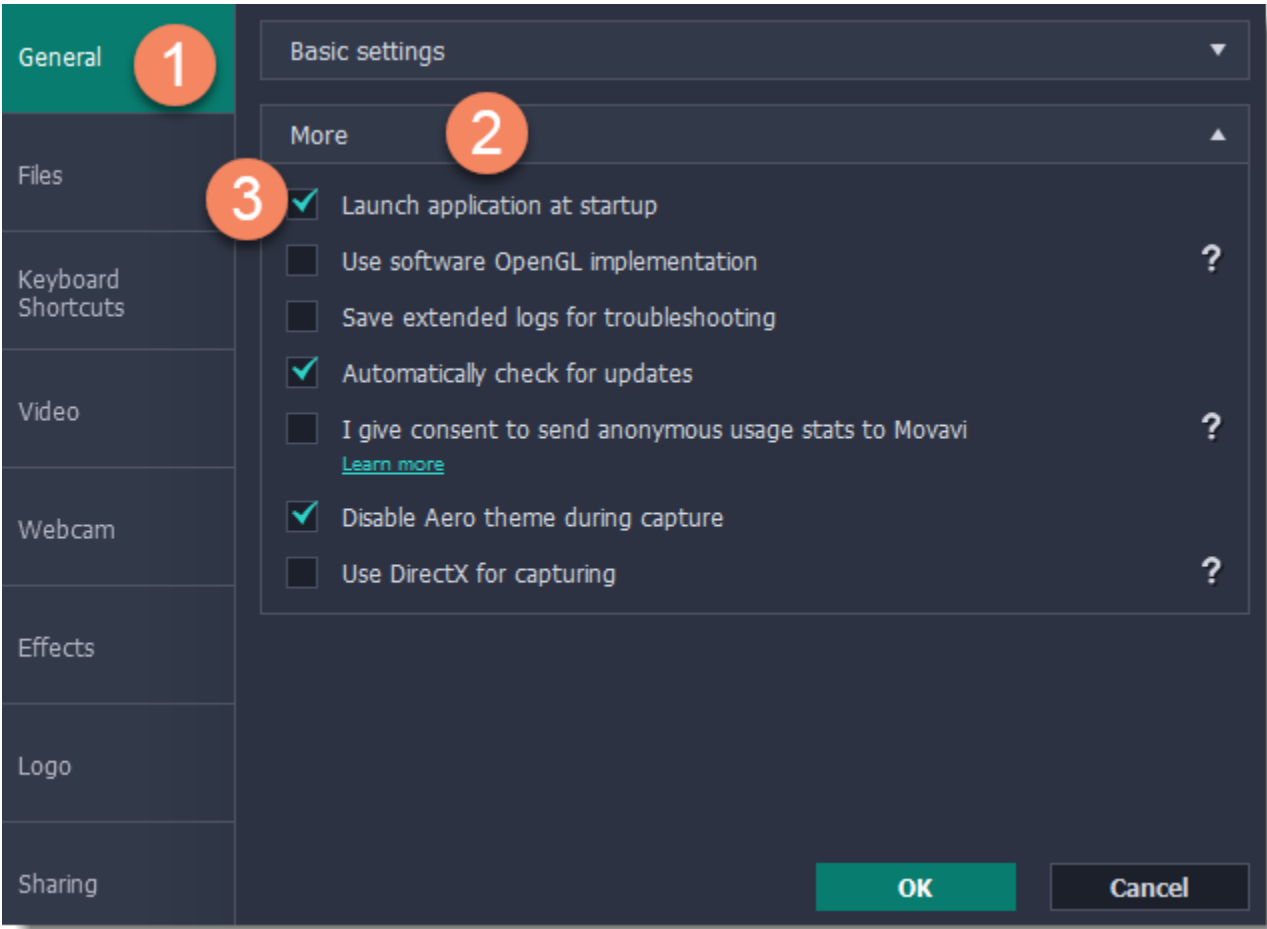 General
1
Files
Keyboard
Shortcuts
Video
Webcam
Effects
Logo
Sharing
Basic settings
More
2
3
Launch application at startup
Use software OpenGL implementation
?
Save extended logs for troubleshooting
Automatically check for updates
I give consent to send anonymous usage stats to Movavi
?
Learn more
Disable Aero theme during capture
Use DirectX for capturing
?
OK
Cancel